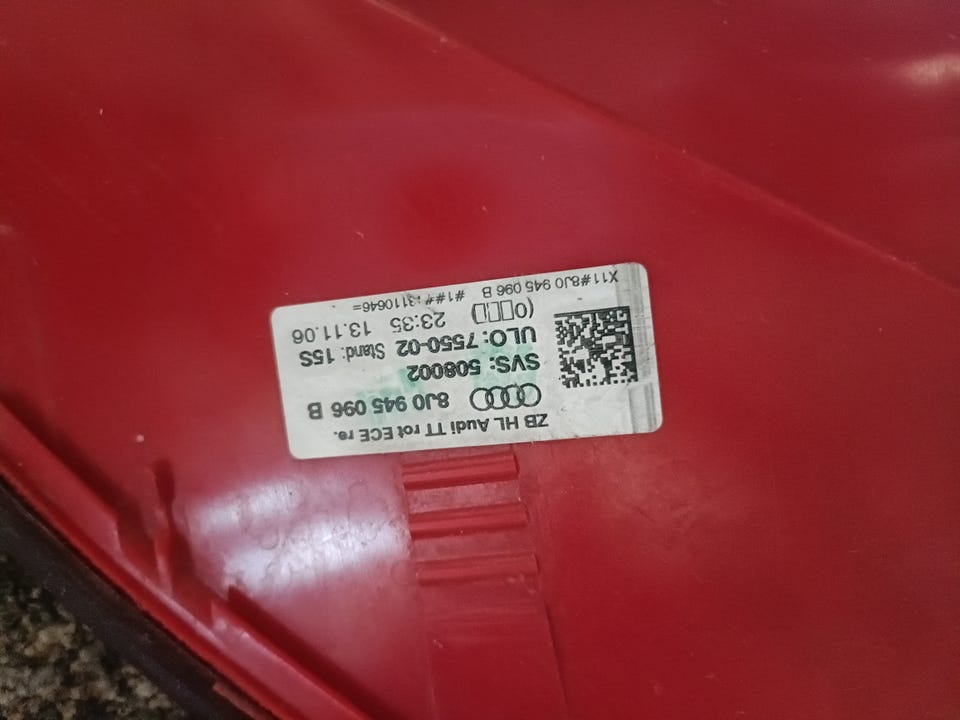 ZB HL Audi TT rot ECE re.
8J0 945 096 B
SVS: 508002
ULO: 7550-02 Stand: 15S
23:35 13.11.06
X11#8J0 945 096 B #1##